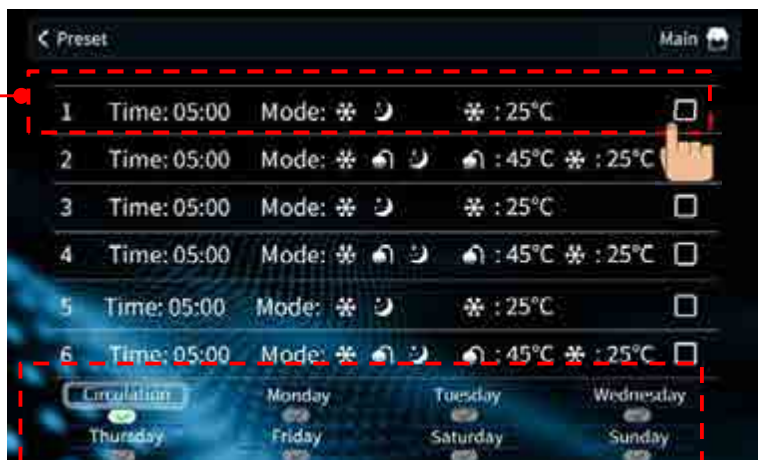 Preset Main
1 Time: 05:00 Mode: : 25°C
2 Time: 05:00 Mode: : 45°C : 25°C
3 Time: 05:00 Mode: : 25°C
4 Time: 05:00 Mode: : 45°C : 25°C
5 Time: 05:00 Mode: : 25°C
6 Time: 05:00 Mode: : 45°C : 25°C
Circulation Monday Tuesday Wednesday
Thursday Friday Saturday Sunday